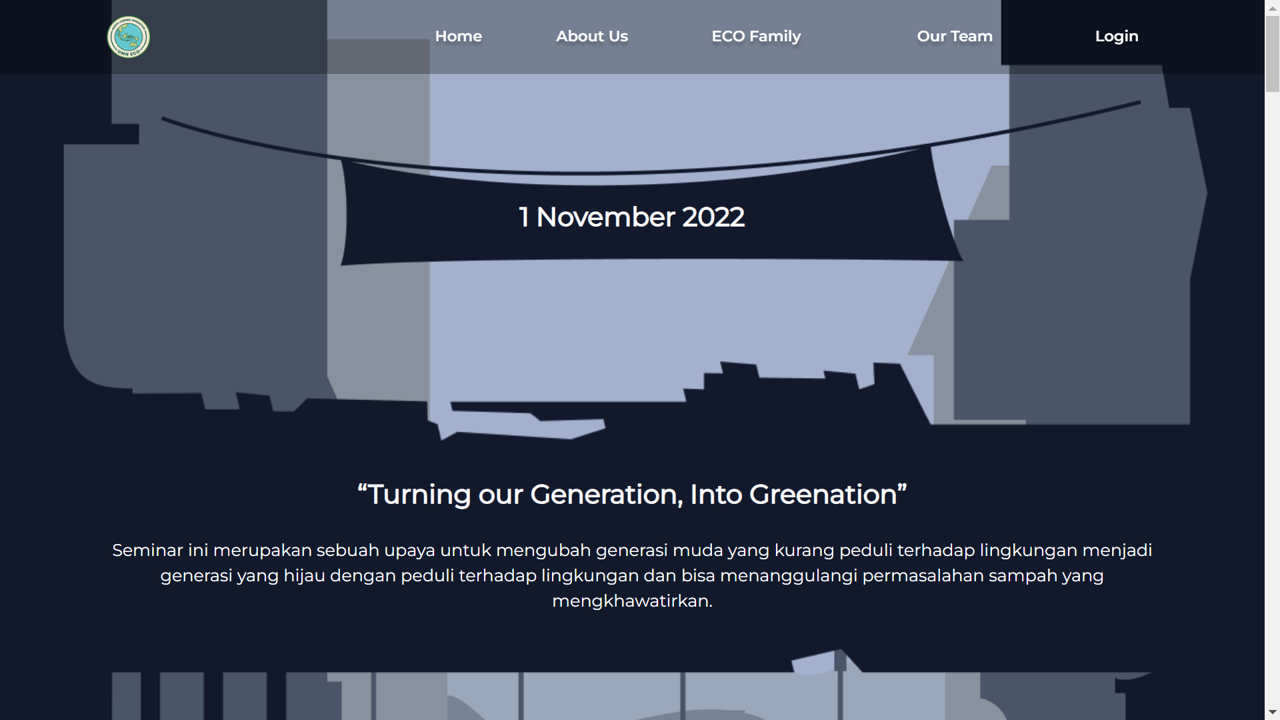 Home About Us ECO Family Our Team Login
1 November 2022
“Turning our Generation, Into Greenation”
Seminar ini merupakan sebuah upaya untuk mengubah generasi muda yang kurang peduli terhadap lingkungan menjadi
generasi yang hijau dengan peduli terhadap lingkungan dan bisa menanggulangi permasalahan sampah yang
mengkhawatirkan.